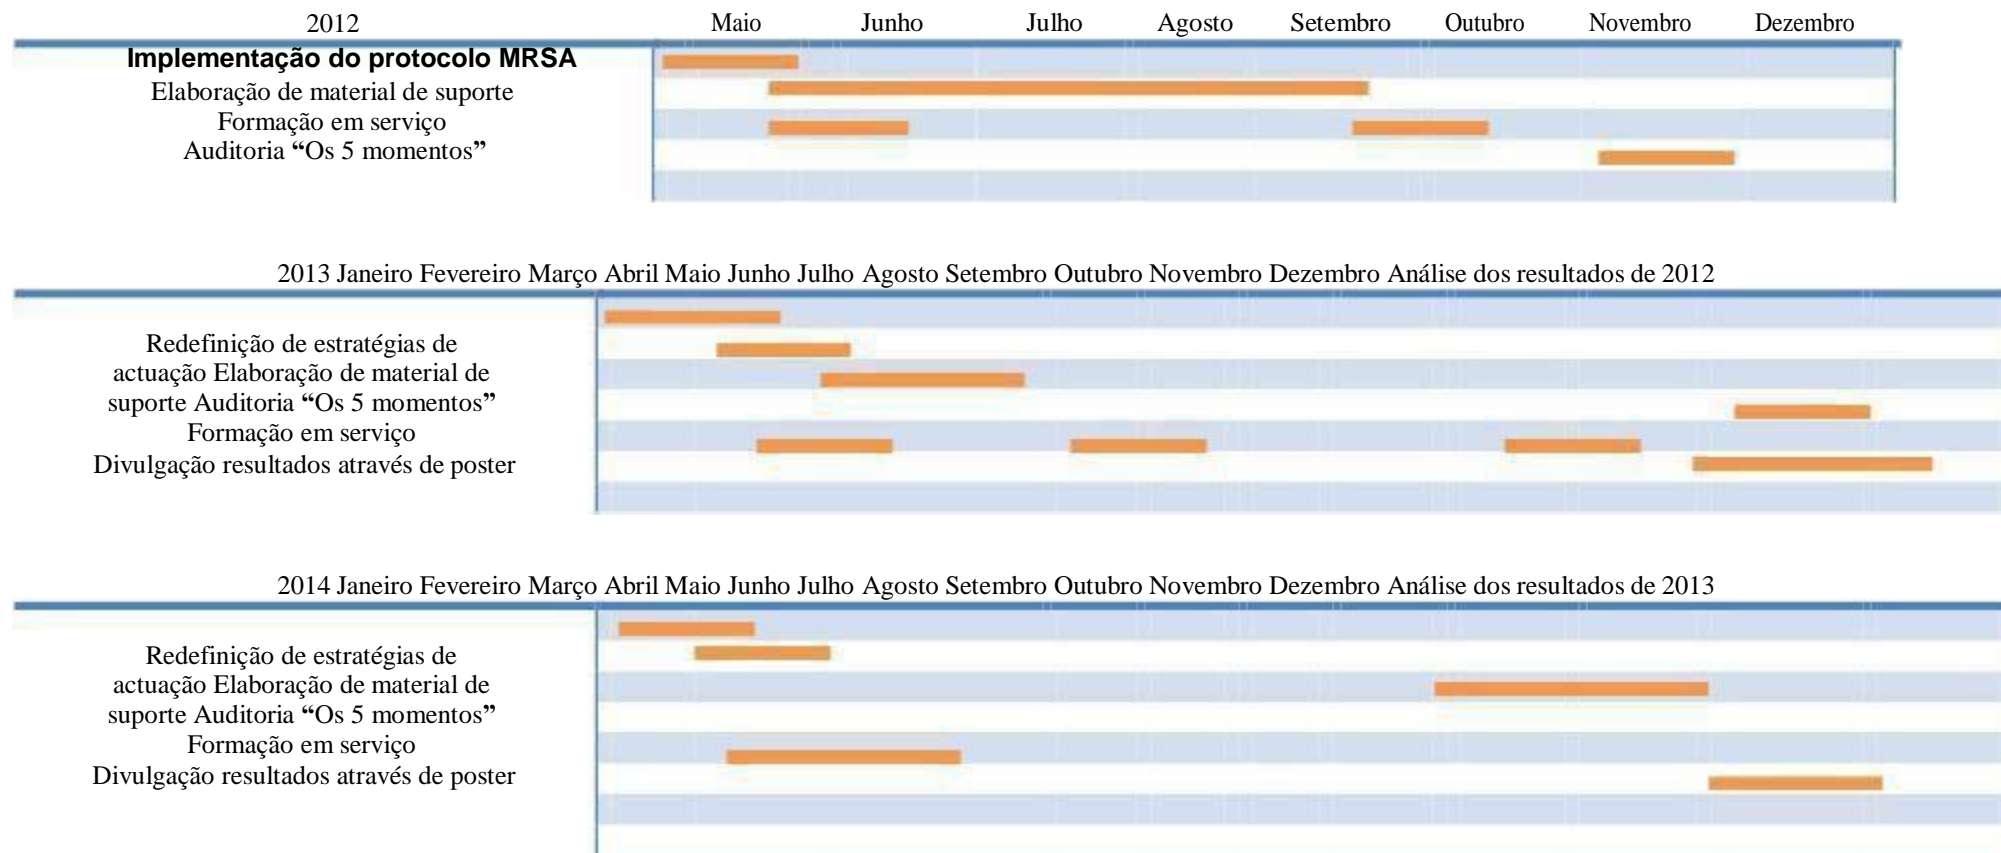 2012 Maio Junho Julho Agosto Setembro Outubro Novembro Dezembro
Implementação do protocolo MRSA
Elaboração de material de suporte
Formação em serviço
Auditoria “Os 5 momentos”
2013 Janeiro Fevereiro Março Abril Maio Junho Julho Agosto Setembro Outubro Novembro Dezembro Análise dos resultados de 2012
Redefinição de estratégias de
actuação Elaboração de material de
suporte Auditoria “Os 5 momentos”
Formação em serviço
Divulgação resultados através de poster
2014 Janeiro Fevereiro Março Abril Maio Junho Julho Agosto Setembro Outubro Novembro Dezembro Análise dos resultados de 2013
Redefinição de estratégias de
actuação Elaboração de material de
suporte Auditoria “Os 5 momentos”
Formação em serviço
Divulgação resultados através de poster